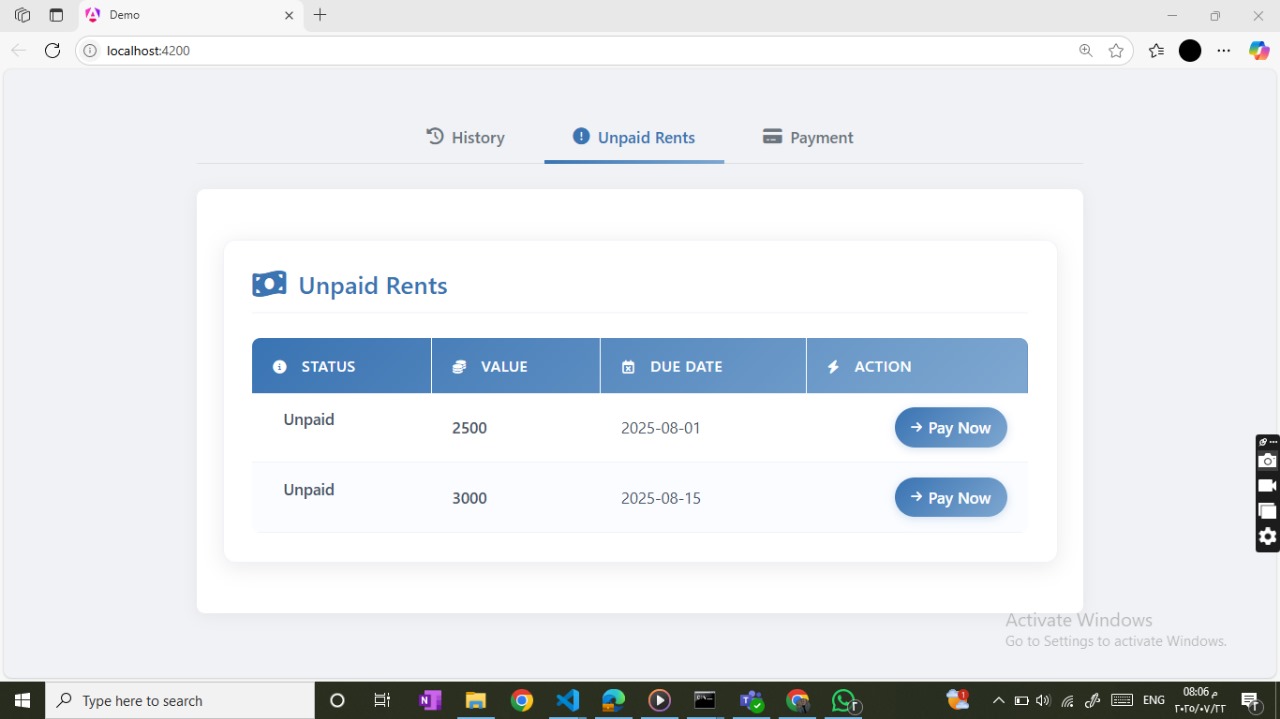 Demo
localhost:4200
History
Unpaid Rents
Payment
Unpaid Rents
STATUS VALUE DUE DATE ACTION
Unpaid 2500 2025-08-01 Pay Now
Unpaid 3000 2025-08-15 Pay Now
Activate Windows
Go to Settings to activate Windows.
Type here to search
1
ENG
08:06 م
٢٠٢٥/٠٧/٢٢